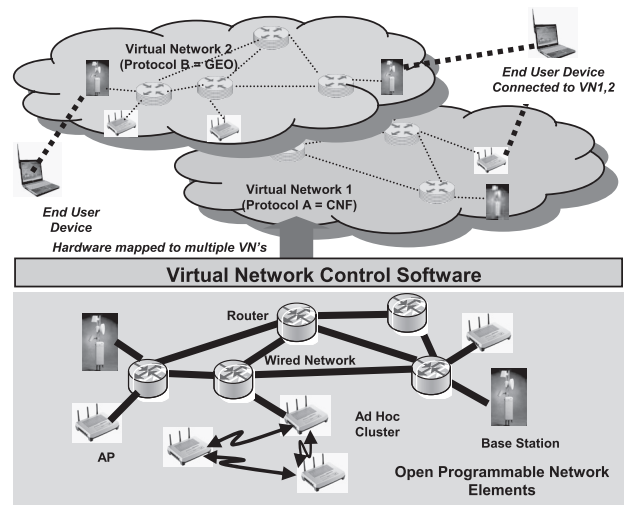 Virtual Network 2
(Protocol B = GEO)
End User Device
Connected to VN1,2
Virtual Network 1
(Protocol A = CNF)
End User
Device
Hardware mapped to multiple VN's
Virtual Network Control Software
Router
Wired Network
Ad Hoc
Cluster
AP
Base Station
Open Programmable Network
Elements